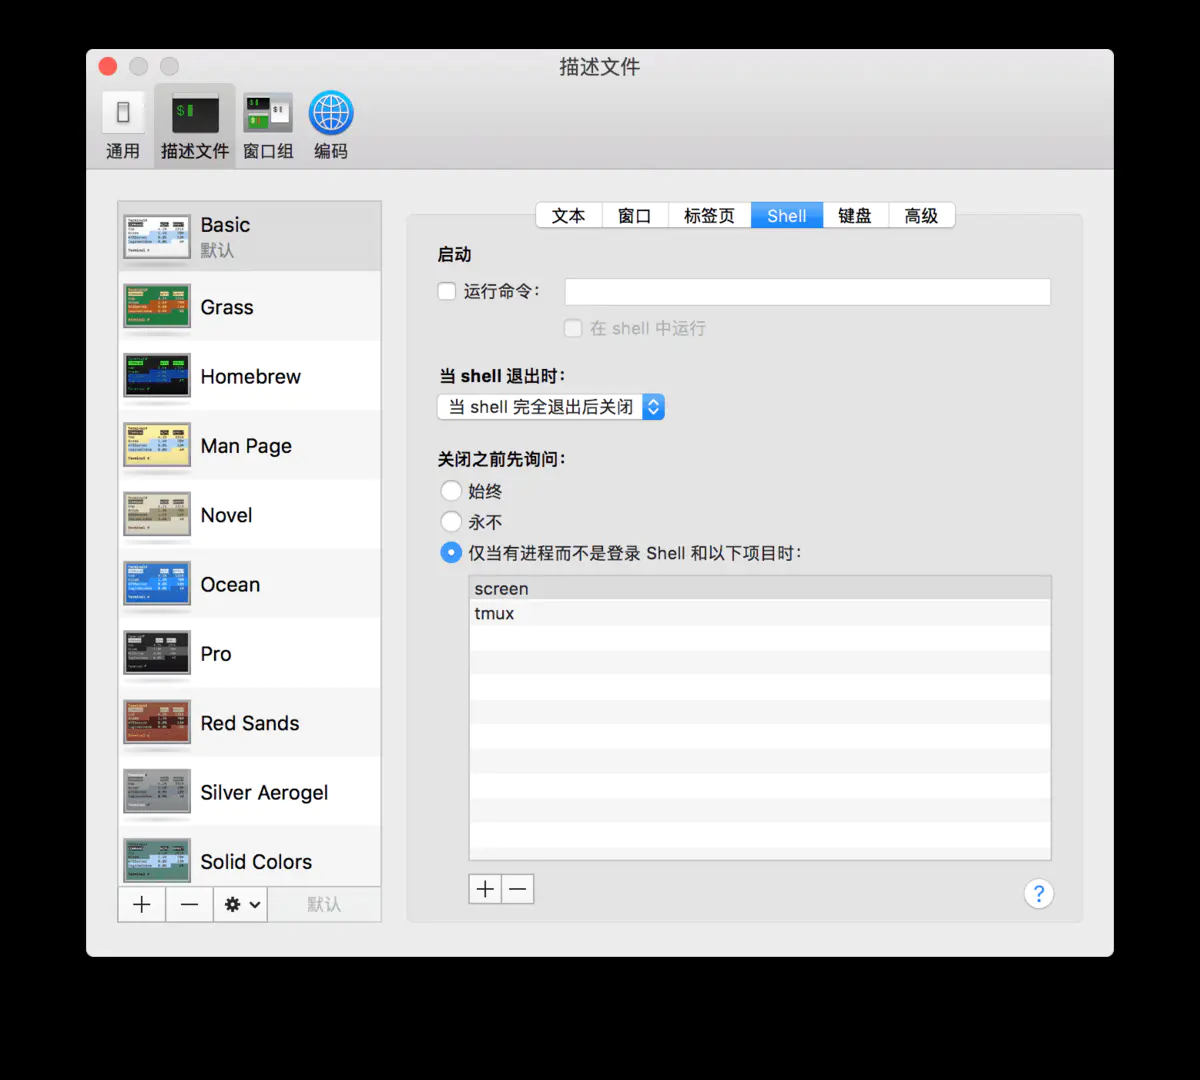 描述文件
通用
描述文件
窗口组
编码
Basic
默认
Grass
Homebrew
Man Page
Novel
Ocean
Pro
Red Sands
Silver Aerogel
Solid Colors
默认
文本 窗口 标签页 Shell 键盘 高级
启动
运行命令：
在 shell 中运行
当 shell 退出时：
当 shell 完全退出后关闭
关闭之前先询问：
始终
永不
仅当有进程而不是登录 Shell 和以下项目时：
screen
tmux
?